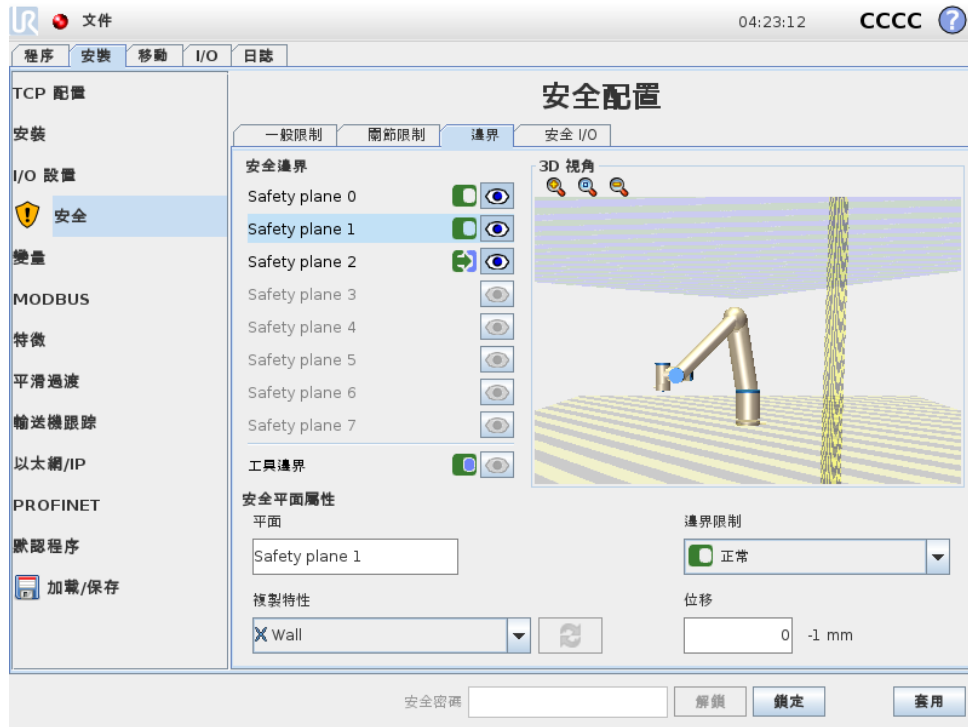 UR 文件 04:23:12 CCCC ?
程序 安裝 移動 I/O 日誌
TCP 配置
安裝
I/O 設置
安全
變量
MODBUS
特徵
平滑過渡
輸送機跟踪
以太網/IP
PROFINET
默認程序
加載/保存
安全配置
一般限制 關節限制 邊界 安全 I/O
安全邊界
Safety plane 0
Safety plane 1
Safety plane 2
Safety plane 3
Safety plane 4
Safety plane 5
Safety plane 6
Safety plane 7
工具邊界
3D 視角
安全平面屬性
平面
Safety plane 1
複製特性
Wall
邊界限制
正常
位移
0 -1 mm
安全密碼 解鎖 鎖定 套用